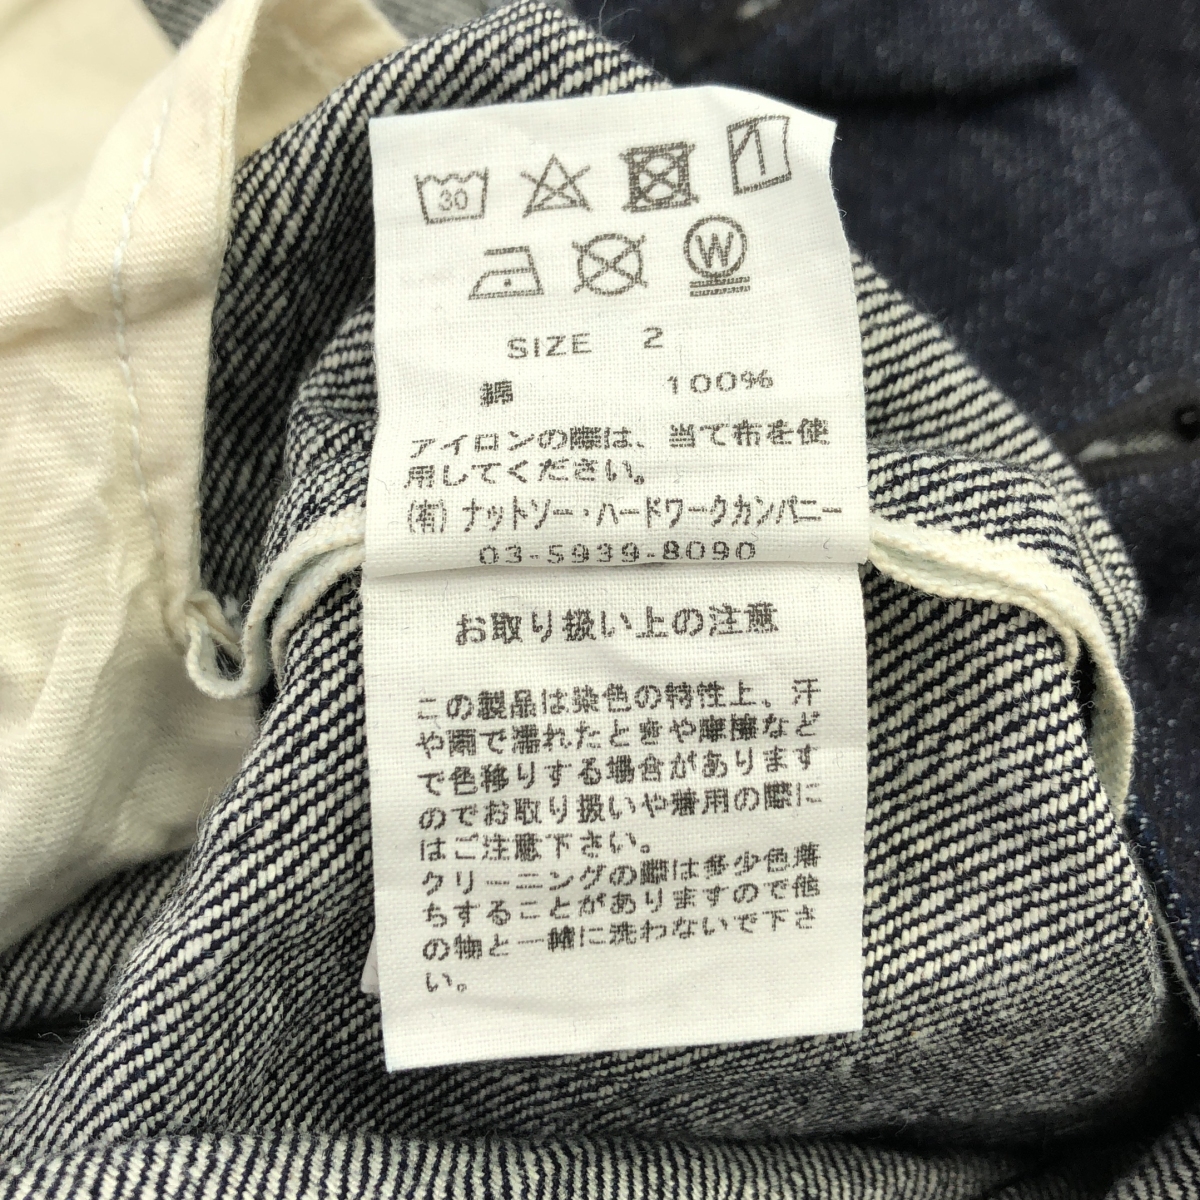 30
W
SIZE 2
綿 100%
アイロンの際は、当て布を使
用してください。
(有)ナットソー・ハードワークカンパニー
03-5939-8090
お取り扱い上の注意
この製品は染色の特性上、汗
や雨で濡れたときや摩擦など
で色移りする場合があります
のでお取り扱いや着用の際に
はご注意下さい。
クリーニングの際は多少色落
ちすることがありますので他
の物と一緒に洗わないで下さ
い。